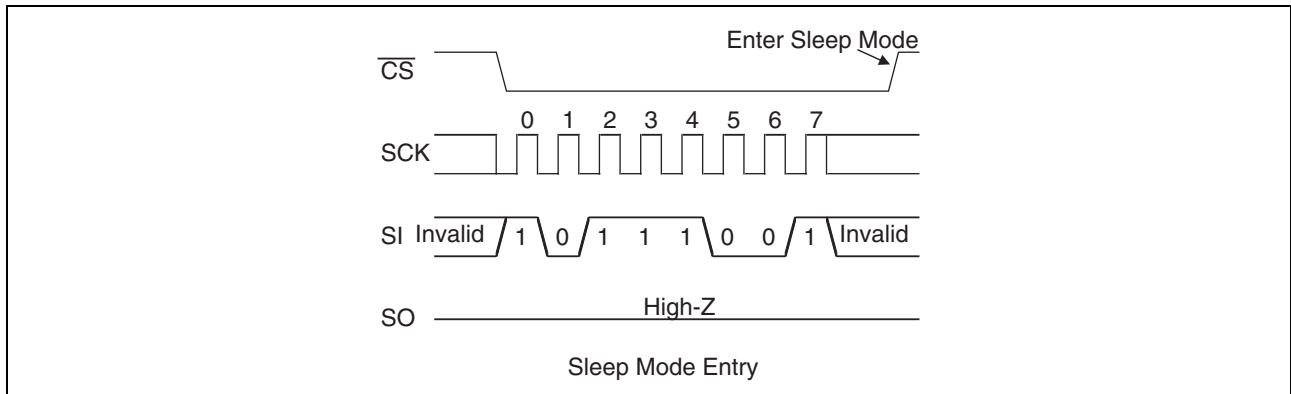 Enter Sleep Mode
CS
0 1 2 3 4 5 6 7
SCK
SI Invalid 1 0 1 1 1 0 0 1 Invalid
High-Z
SO
Sleep Mode Entry